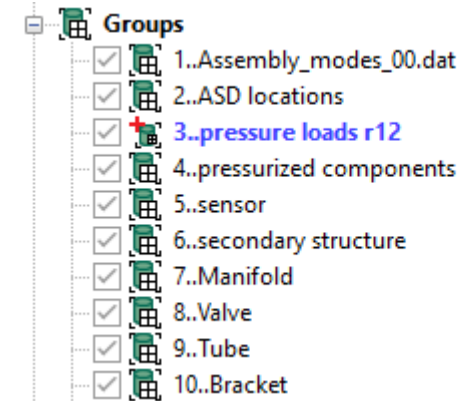 Groups
1..Assembly_modes_00.dat
2..ASD locations
3..pressure loads r12
4..pressurized components
5..sensor
6..secondary structure
7..Manifold
8..Valve
9..Tube
10..Bracket